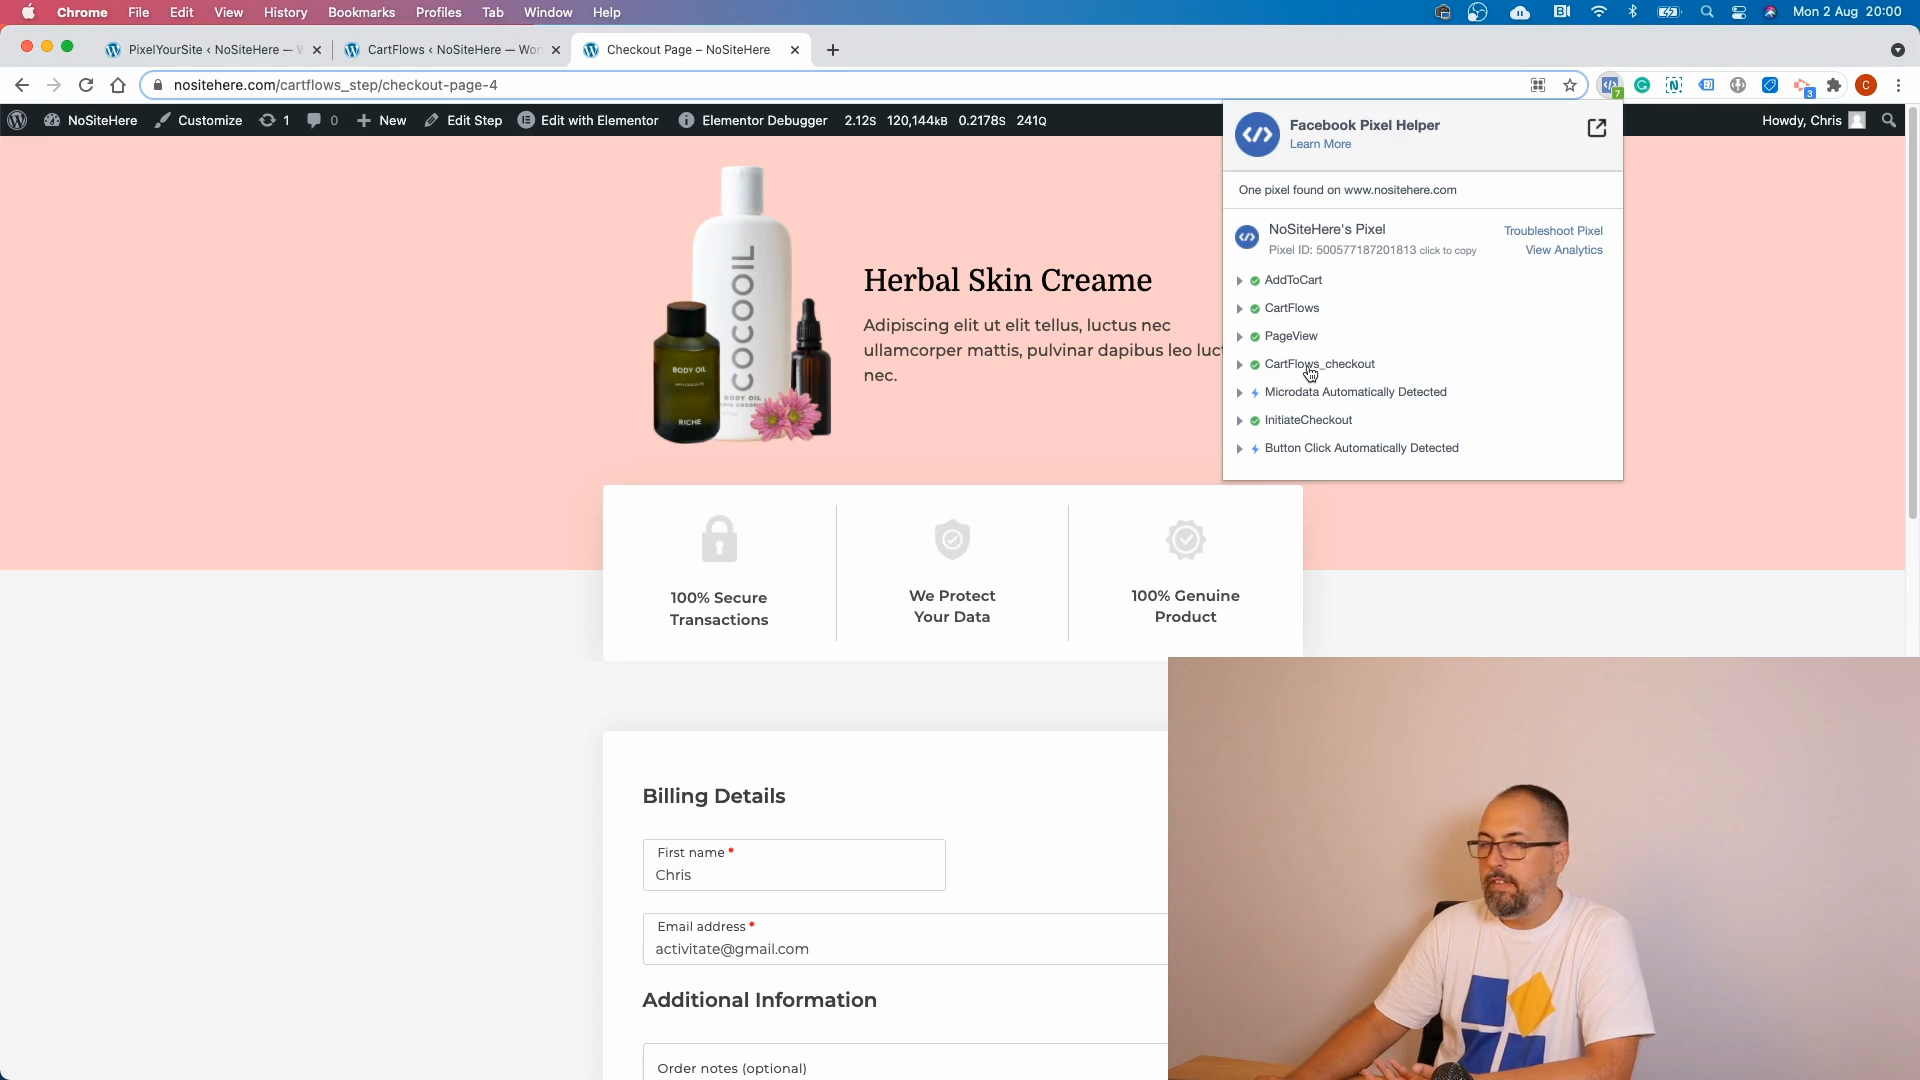 Chrome File Edit View History Bookmarks Profiles Tab Window Help Mon 2 Aug 20:00
PixelYourSite ‹ NoSiteHere — CartFlows ‹ NoSiteHere — Wor Checkout Page – NoSiteHere
nositehere.com/cartflows_step/checkout-page-4
7
3
C
NoSiteHere Customize 1 0 New Edit Step Edit with Elementor Elementor Debugger 2.12s 120,144kB 0.2178s 241Q Howdy, Chris
Facebook Pixel Helper
Learn More
One pixel found on www.nositehere.com
NoSiteHere's Pixel
Troubleshoot Pixel
Pixel ID: 500577187201813 click to copy
View Analytics
AddToCart
CartFlows
PageView
CartFlows_checkout
Microdata Automatically Detected
InitiateCheckout
Button Click Automatically Detected
COCOOIL
BODY OIL
BODY OIL
RICHE
Herbal Skin Creame
Adipiscing elit ut elit tellus, luctus nec
ullamcorper mattis, pulvinar dapibus leo luct
nec.
100% Secure
Transactions
We Protect
Your Data
100% Genuine
Product
Billing Details
First name *
Chris
Email address *
activitate@gmail.com
Additional Information
Order notes (optional)